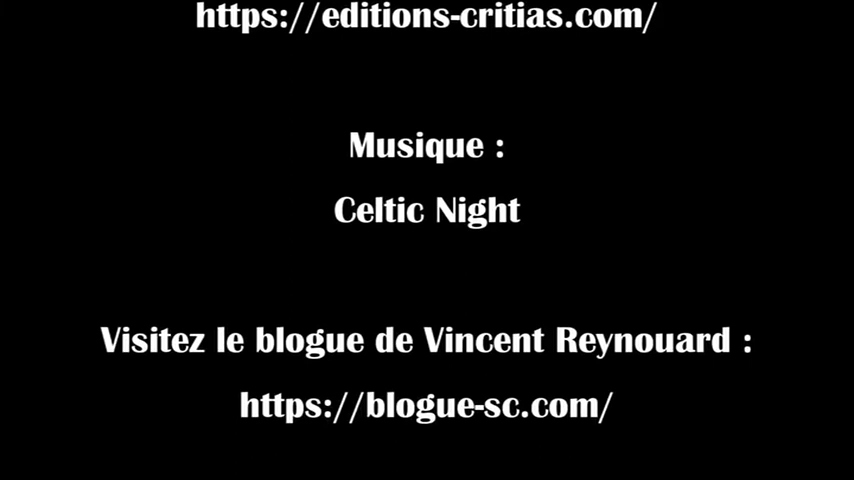 https://editions-critias.com/
Musique :
Celtic Night
Visitez le blogue de Vincent Reynouard :
https://blogue-sc.com/